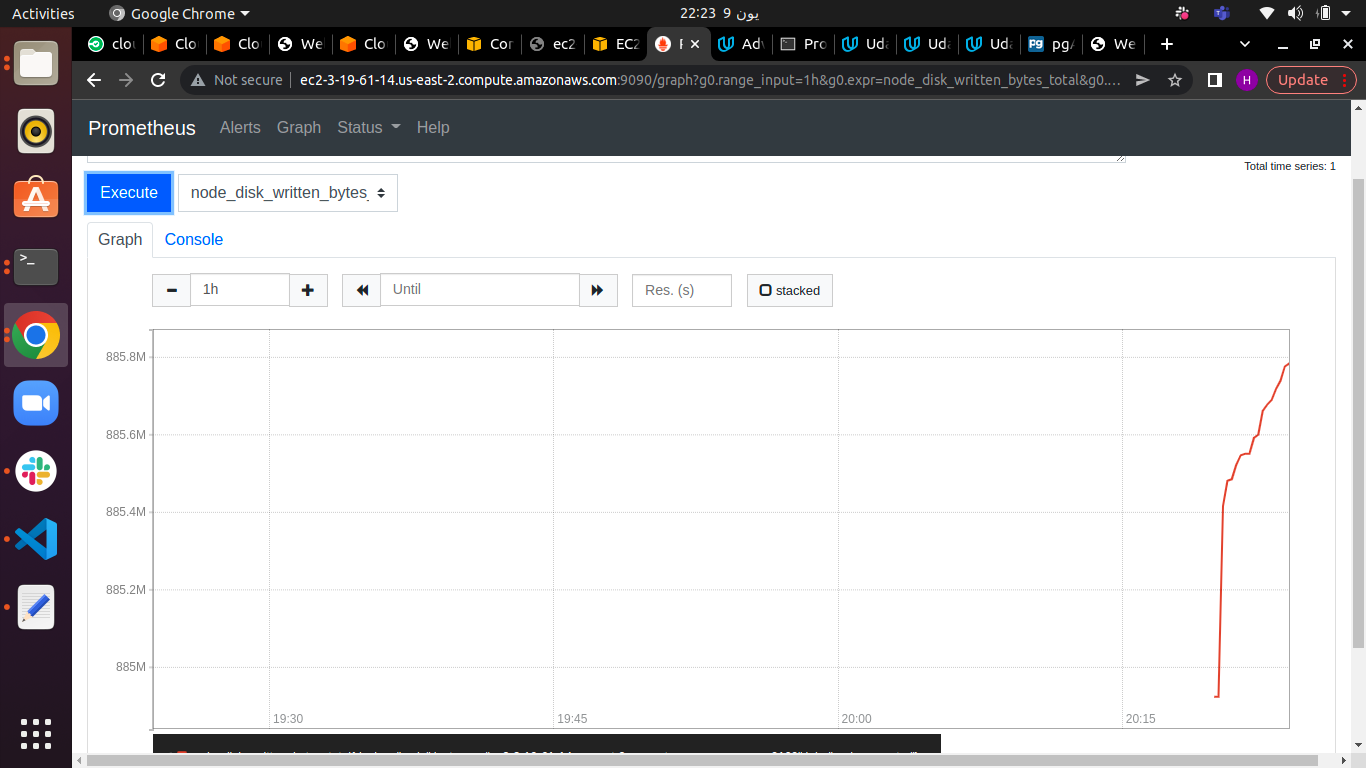 Activities
Google Chrome
22:23 9 يون
clou
Clo
Clo
We
Clo
We
Cor
ec2
EC2
Adv
Pro
Uda
Uda
Uda
pgA
We
Not secure
ec2-3-19-61-14.us-east-2.compute.amazonaws.com:9090/graph?g0.range_input=1h&g0.expr=node_disk_written_bytes_total&g0....
H
Update
Prometheus
Alerts
Graph
Status
Help
Total time series: 1
Execute
node_disk_written_bytes_
Graph
Console
1h
Until
Res. (s)
stacked
885.8M
885.6M
885.4M
885.2M
885M
19:30
19:45
20:00
20:15